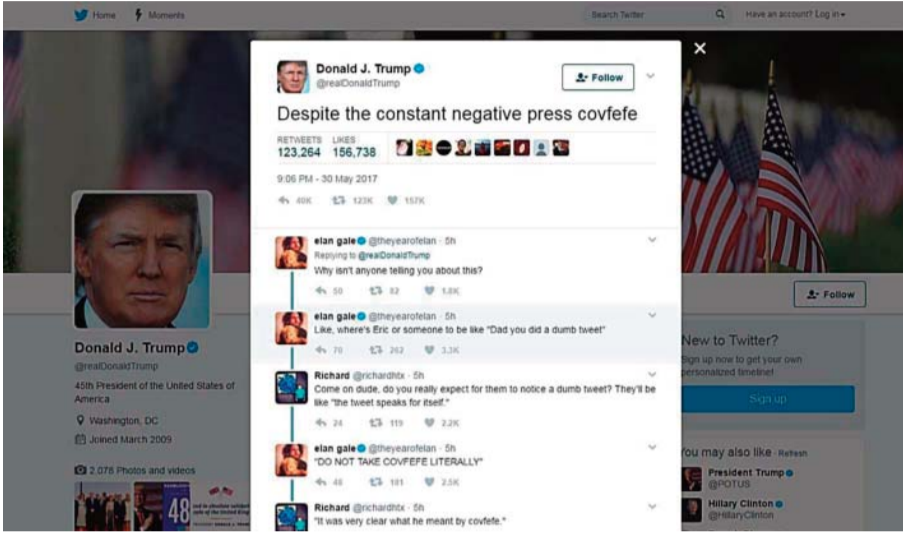 Home Moments Search Twitter Have an account? Log in
Donald J. Trump
@realDonaldTrump
Follow
Despite the constant negative press covfefe
RETWEETS LIKES
123,264 156,738
9:06 PM - 30 May 2017
40K 123K 157K
elan gale @theyearofelan · 5h
Replying to @realDonaldTrump
Why isn't anyone telling you about this?
50 82 1.8K
elan gale @theyearofelan · 5h
Like, where's Eric or someone to be like "Dad you did a dumb tweet"
70 262 3.3K
Richard @richardhtx · 5h
Come on dude, do you really expect for them to notice a dumb tweet? They'll be
like "the tweet speaks for itself."
24 119 2.2K
elan gale @theyearofelan · 5h
"DO NOT TAKE COVFEFE LITERALLY"
48 181 2.5K
Richard @richardhtx · 5h
"It was very clear what he meant by covfefe."
Donald J. Trump
@realDonaldTrump
45th President of the United States of
America
Washington, DC
Joined March 2009
2,078 Photos and videos
48
Follow
New to Twitter?
Sign up now to get your own
personalized timeline!
Sign up
You may also like · Refresh
President Trump
@POTUS
Hillary Clinton
@HillaryClinton